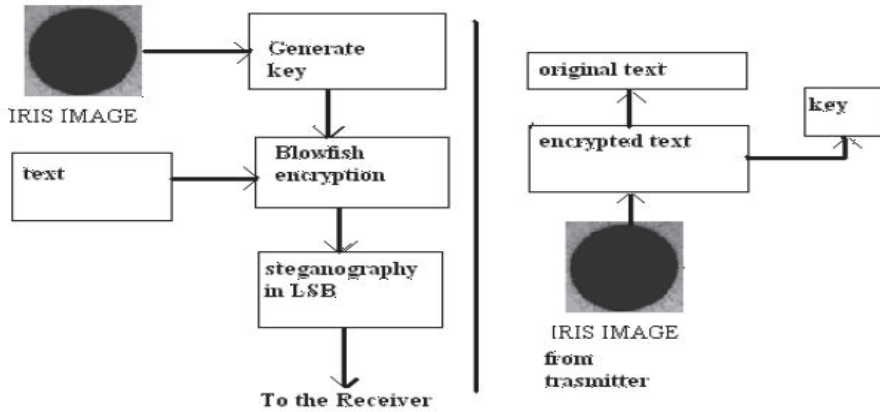 Generate
key
IRIS IMAGE
text
Blowfish
encryption
steganography
in LSB
To the Receiver
original text
key
encrypted text
IRIS IMAGE
from
trasmitter